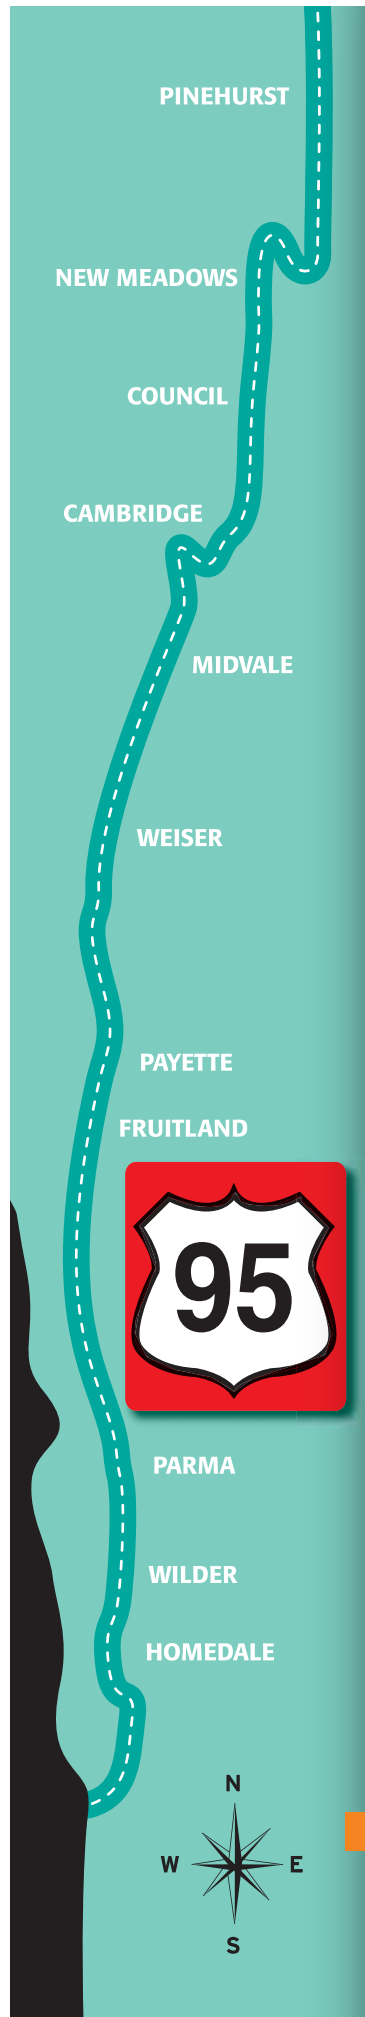 PINEHURST
NEW MEADOWS
COUNCIL
CAMBRIDGE
MIDVALE
WEISER
PAYETTE
FRUITLAND
95
PARMA
WILDER
HOMEDALE
N
W E
S